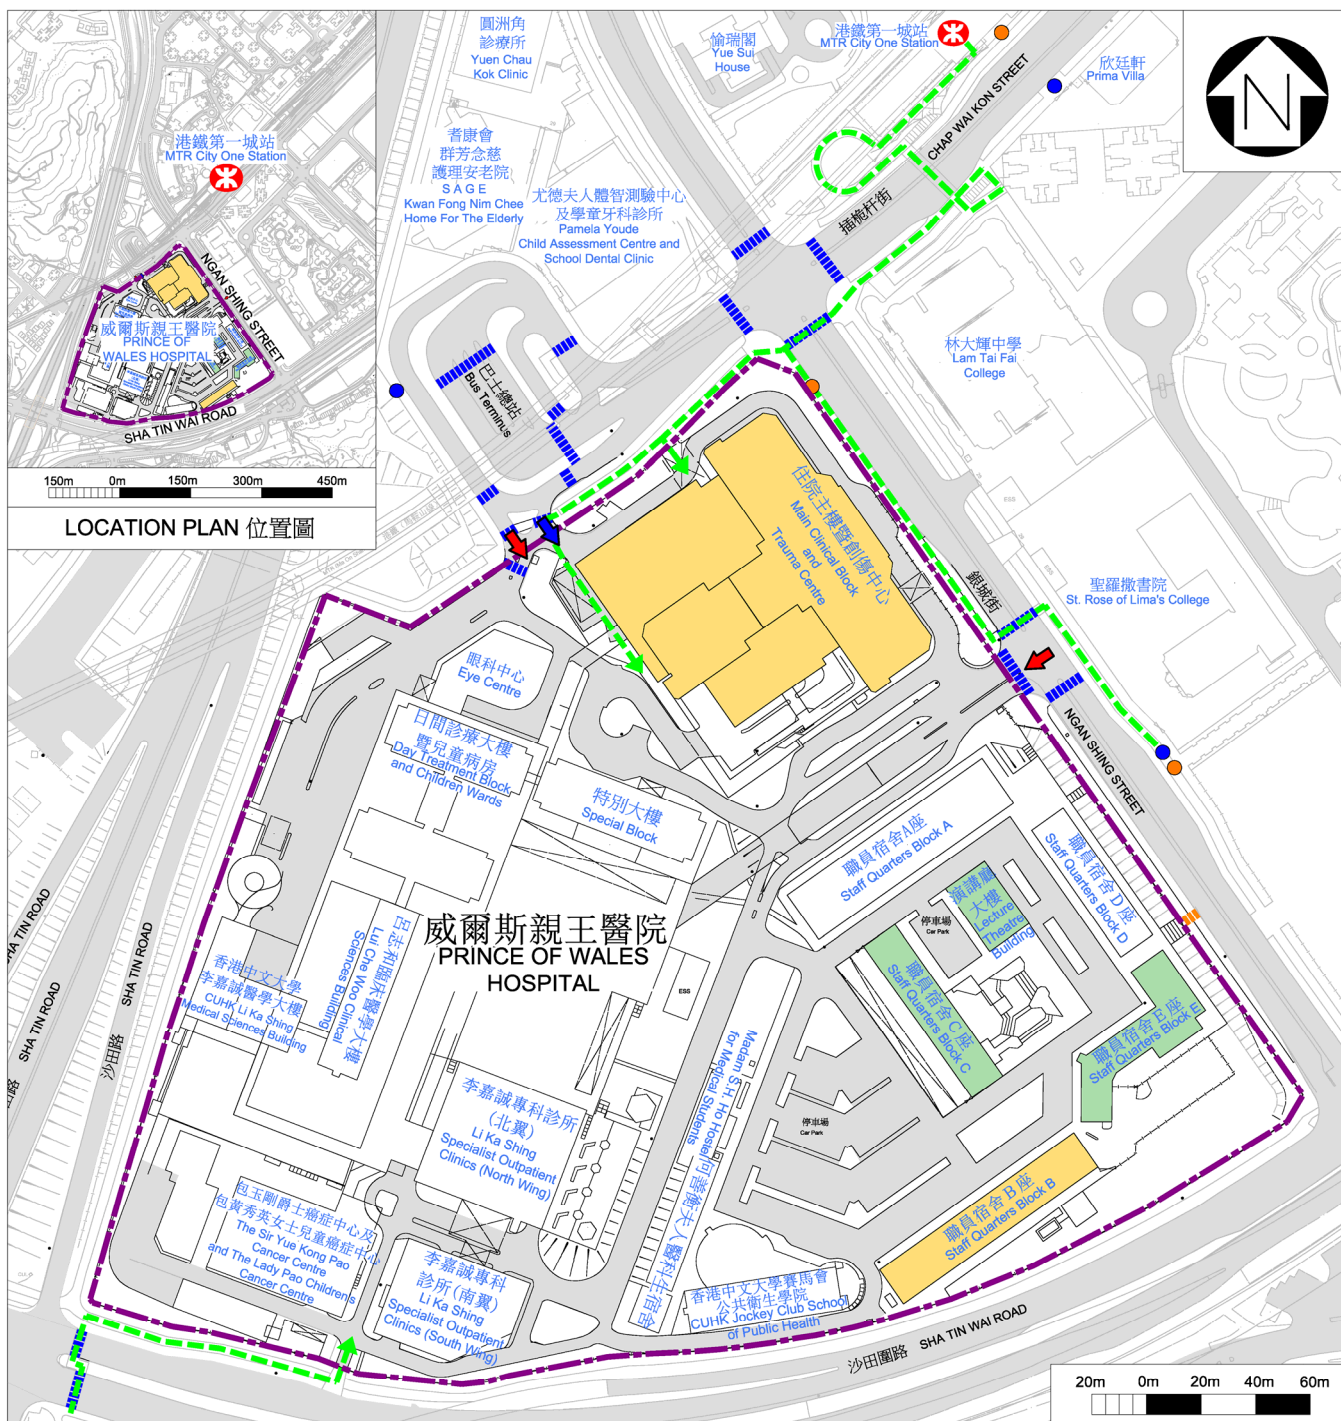 港鐵第一城站
MTR City One Station
威爾斯親王醫院
PRINCE OF
WALES HOSPITAL
NGAN SHING STREET
SHA TIN WAI ROAD
150m 0m 150m 300m 450m
LOCATION PLAN 位置圖
圓洲角
診療所
Yuen Chau
Kok Clinic
愉瑞閣
Yue Sui
House
港鐵第一城站
MTR City One Station
欣廷軒
Prima Villa
N
CHAP WAI KON STREET
插桅杆街
耆康會
群芳念慈
護理安老院
S A G E
Kwan Fong Nim Chee
Home For The Elderly
尤德夫人體智測驗中心
及學童牙科診所
Pamela Youde
Child Assessment Centre and
School Dental Clinic
巴士總站
Bus Terminus
林大輝中學
Lam Tai Fai
College
住院主樓暨創傷中心
Main Clinical Block
and
Trauma Centre
銀城街
ESS
ESS
聖羅撒書院
St. Rose of Lima's College
NGAN SHING STREET
眼科中心
Eye Centre
日間診療大樓
暨兒童病房
Day Treatment Block
and Children Wards
特別大樓
Special Block
職員宿舍A座
Staff Quarters Block A
職員宿舍D座
Staff Quarters Block D
演講廳
大樓
Lecture
Theatre
Building
停車場
Car Park
職員宿舍C座
Staff Quarters Block C
職員宿舍E座
Staff Quarters Block E
威爾斯親王醫院
PRINCE OF WALES
HOSPITAL
ESS
呂志和臨床醫學大樓
Lui Che Woo Clinical
Sciences Building
香港中文大學
李嘉誠醫學大樓
CUHK Li Ka Shing
Medical Sciences Building
SHA TIN ROAD
SHA TIN ROAD
SHA TIN ROAD
沙田路
李嘉誠專科診所
(北翼)
Li Ka Shing
Specialist Outpatient
Clinics (North Wing)
Madam S.H. Ho Hostel/何善衡夫人醫科生宿舍
for Medical Students
停車場
Car Park
職員宿舍B座
Staff Quarters Block B
包玉剛爵士癌症中心及
包黃秀英女士兒童癌症中心
The Sir Yue Kong Pao
Cancer Centre
and The Lady Pao Children's
Cancer Centre
李嘉誠專科
診所(南翼)
Li Ka Shing
Specialist Outpatient
Clinics (South Wing)
香港中文大學賽馬會
公共衛生學院
CUHK Jockey Club School
of Public Health
沙田圍路 SHA TIN WAI ROAD
20m 0m 20m 40m 60m